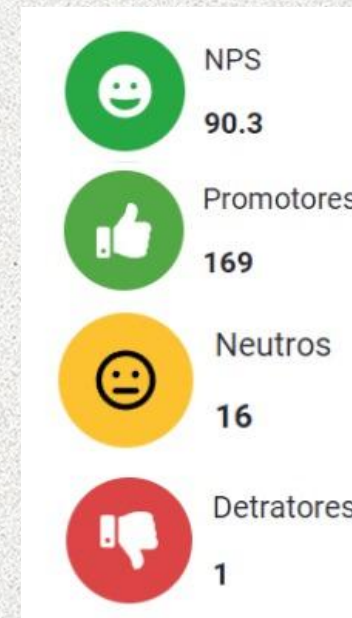 NPS
90.3
Promotores
169
Neutros
16
Detratores
1